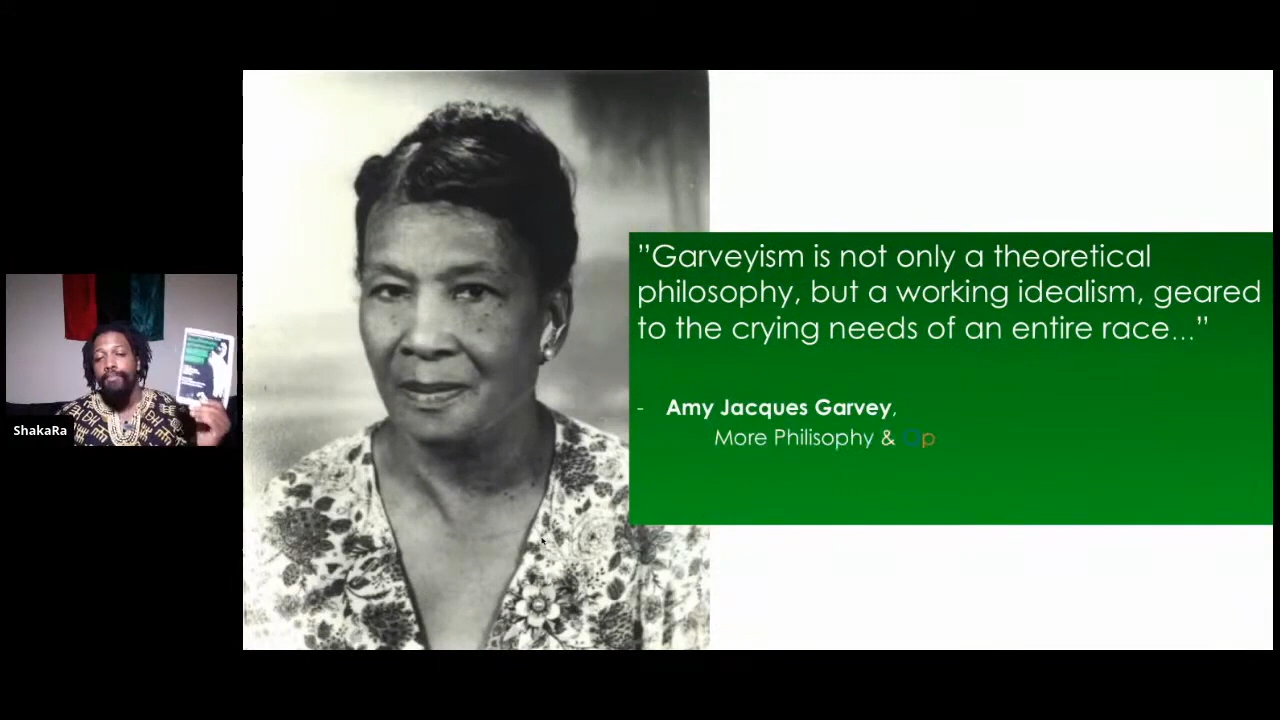 ShakaRa
”Garveyism is not only a theoretical
philosophy, but a working idealism, geared
to the crying needs of an entire race...”
- Amy Jacques Garvey,
More Philisophy & Op